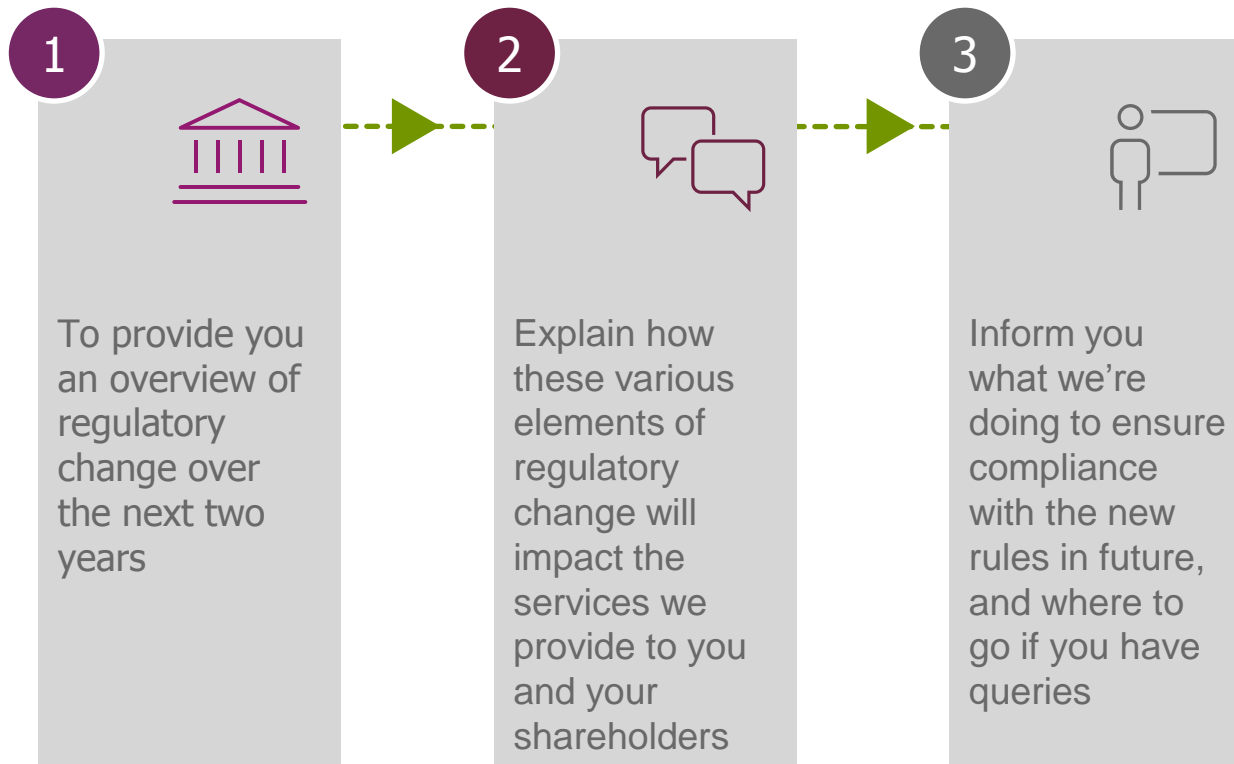 1
To provide you
an overview of
regulatory
change over
the next two
years
2
Explain how
these various
elements of
regulatory
change will
impact the
services we
provide to you
and your
shareholders
3
Inform you
what we're
doing to ensure
compliance
with the new
rules in future,
and where to
go if you have
queries